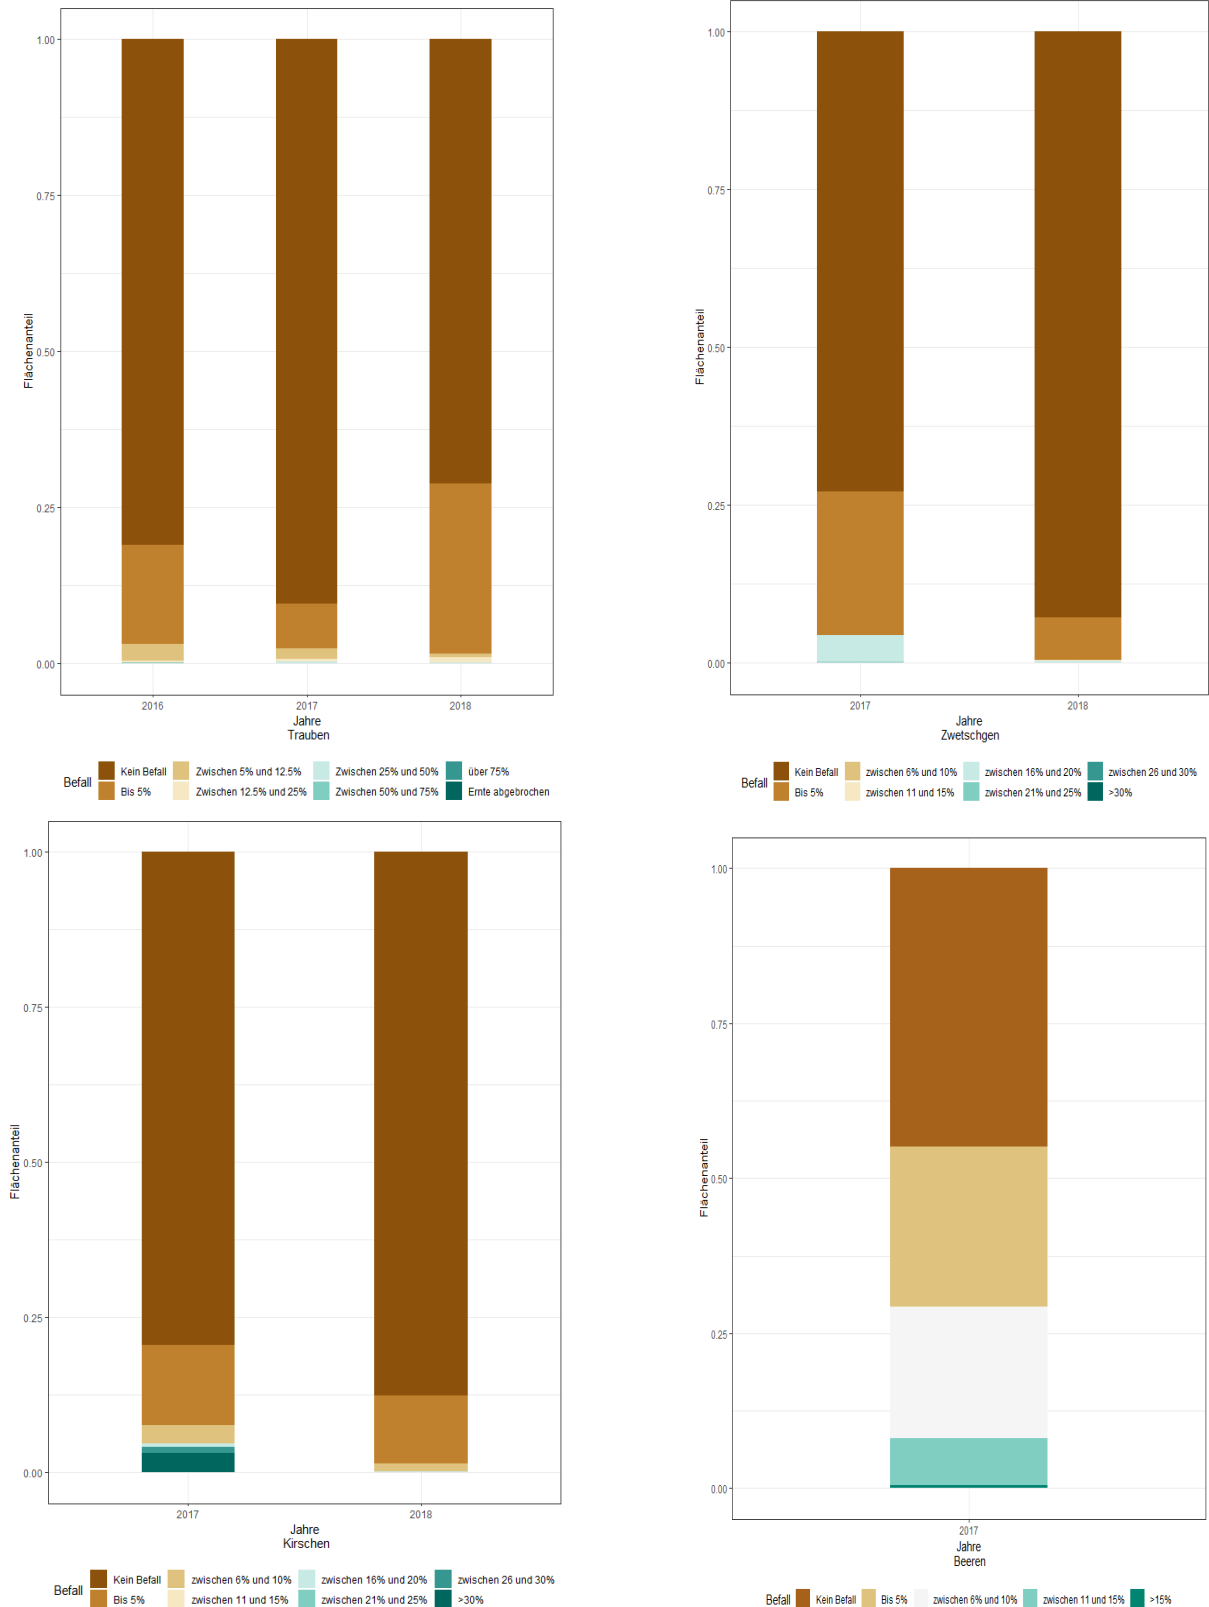 1.00
0.75
0.50
0.25
0.00
Flächenanteil
2016 2017 2018
Jahre
Trauben
Befall
Kein Befall Zwischen 5% und 12.5% Zwischen 25% und 50% über 75%
Bis 5% Zwischen 12.5% und 25% Zwischen 50% und 75% Ernte abgebrochen
1.00
0.75
0.50
0.25
0.00
Flächenanteil
2017 2018
Jahre
Zwetschgen
Befall
Kein Befall zwischen 6% und 10% zwischen 16% und 20% zwischen 26 und 30%
Bis 5% zwischen 11 und 15% zwischen 21% und 25% >30%
1.00
0.75
0.50
0.25
0.00
Flächenanteil
2017 2018
Jahre
Kirschen
Befall
Kein Befall zwischen 6% und 10% zwischen 16% und 20% zwischen 26 und 30%
Bis 5% zwischen 11 und 15% zwischen 21% und 25% >30%
1.00
0.75
0.50
0.25
0.00
Flächenanteil
2017
Jahre
Beeren
Befall Kein Befall Bis 5% zwischen 6% und 10% zwischen 11 und 15% >15%